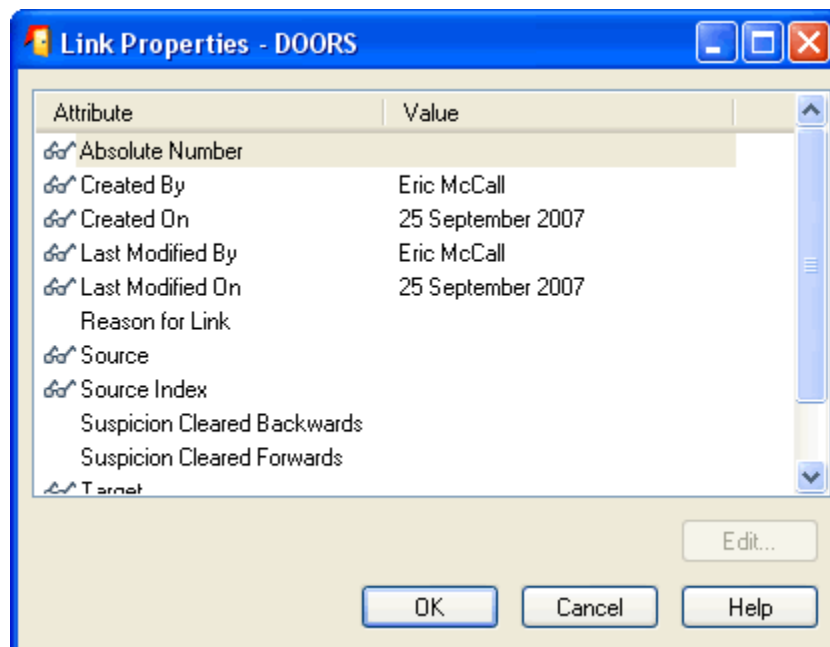 Link Properties - DOORS
Attribute Value
Absolute Number
Created By Eric McCall
Created On 25 September 2007
Last Modified By Eric McCall
Last Modified On 25 September 2007
Reason for Link
Source
Source Index
Suspicion Cleared Backwards
Suspicion Cleared Forwards
Target
Edit...
OK Cancel Help